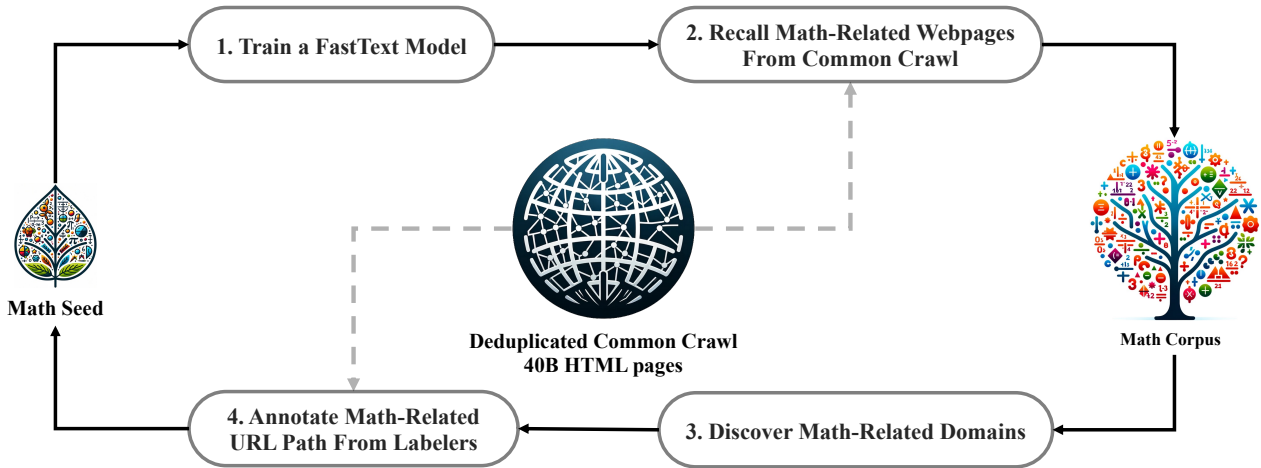 1. Train a FastText Model
2. Recall Math-Related Webpages
From Common Crawl
Math Seed
Deduplicated Common Crawl
40B HTML pages
Math Corpus
4. Annotate Math-Related
URL Path From Labelers
3. Discover Math-Related Domains